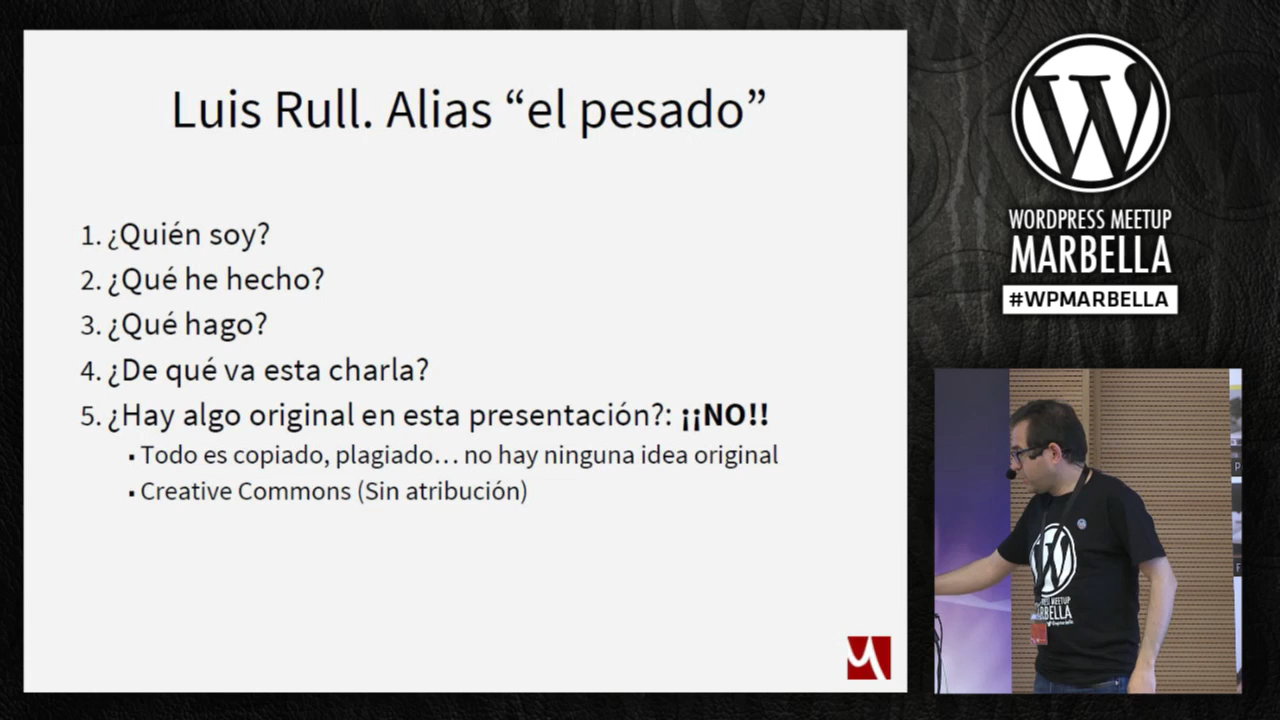 Luis Rull. Alias “el pesado”
1. ¿Quién soy?
2. ¿Qué he hecho?
3. ¿Qué hago?
4. ¿De qué va esta charla?
5. ¿Hay algo original en esta presentación?: ¡¡NO!!
▪ Todo es copiado, plagiado... no hay ninguna idea original
▪ Creative Commons (Sin atribución)
WORDPRESS MEETUP
MARBELLA
#WPMARBELLA